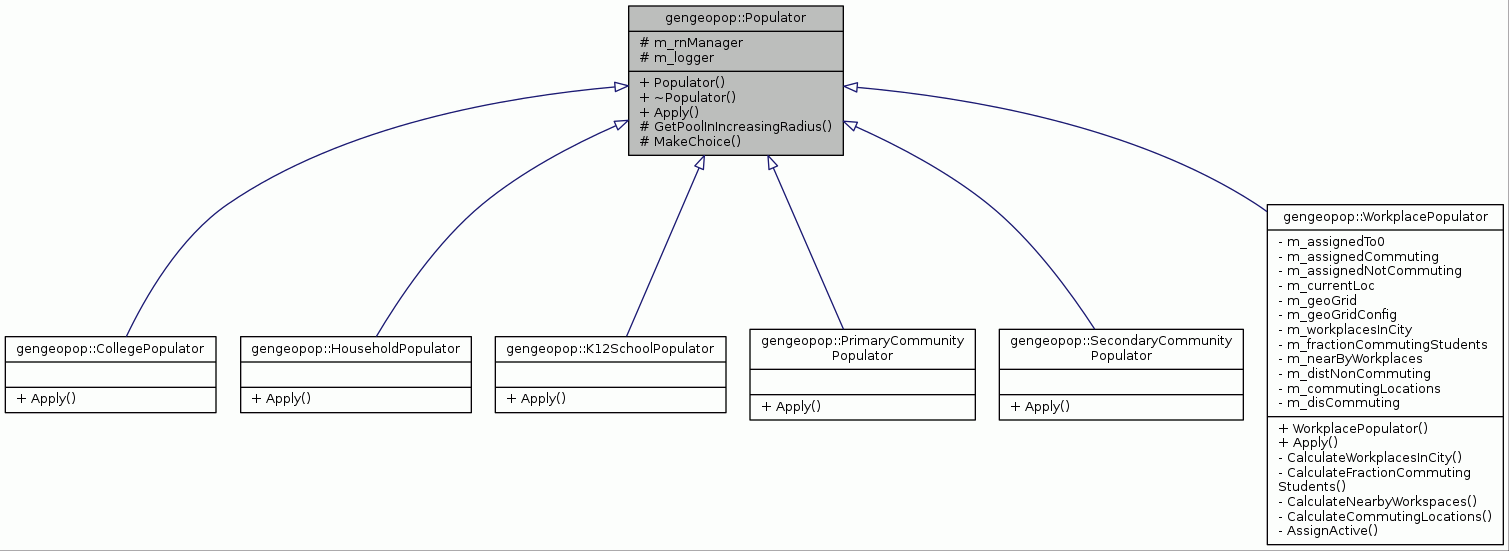 gengeopop::Populator
# m_rnManager
# m_logger
+ Populator()
+ ~Populator()
+ Apply()
# GetPoolInIncreasingRadius()
# MakeChoice()
gengeopop::CollegePopulator
+ Apply()
gengeopop::HouseholdPopulator
+ Apply()
gengeopop::K12SchoolPopulator
+ Apply()
gengeopop::PrimaryCommunity
Populator
+ Apply()
gengeopop::SecondaryCommunity
Populator
+ Apply()
gengeopop::WorkplacePopulator
- m_assignedTo0
- m_assignedCommuting
- m_assignedNotCommuting
- m_currentLoc
- m_geoGrid
- m_geoGridConfig
- m_workplacesInCity
- m_fractionCommutingStudents
- m_nearByWorkplaces
- m_distNonCommuting
- m_commutingLocations
- m_disCommuting
+ WorkplacePopulator()
+ Apply()
- CalculateWorkplacesInCity()
- CalculateFractionCommuting
Students()
- CalculateNearbyWorkspaces()
- CalculateCommutingLocations()
- AssignActive()